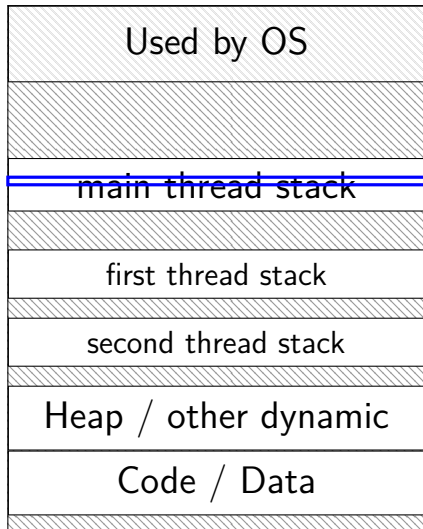 Used by OS
main thread stack
first thread stack
second thread stack
Heap / other dynamic
Code / Data